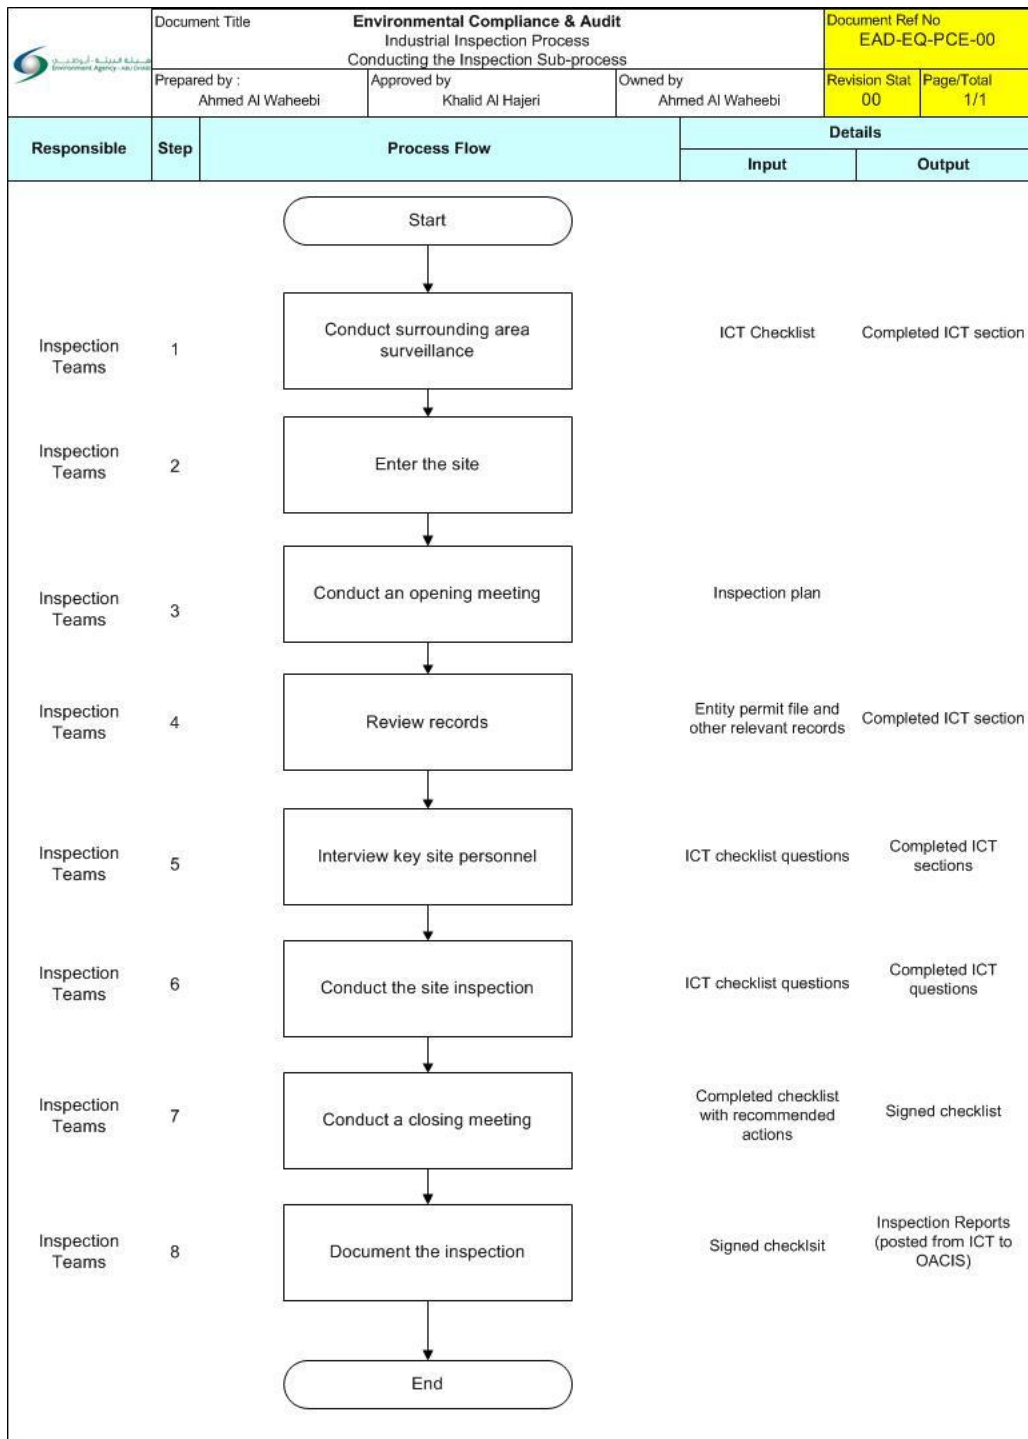 Document Title
Environmental Compliance & Audit
Industrial Inspection Process
Conducting the Inspection Sub-process
Document Ref No
EAD-EQ-PCE-00
هيئة البيئة - أبوظبي
Environment Agency - ABU DHABI
Prepared by :
Ahmed Al Waheebi
Approved by
Khalid Al Hajeri
Owned by
Ahmed Al Waheebi
Revision Stat
00
Page/Total
1/1
Responsible
Step
Process Flow
Details
Input
Output
Start
Inspection
Teams
1
Conduct surrounding area
surveillance
ICT Checklist
Completed ICT section
Inspection
Teams
2
Enter the site
Inspection
Teams
3
Conduct an opening meeting
Inspection plan
Inspection
Teams
4
Review records
Entity permit file and
other relevant records
Completed ICT section
Inspection
Teams
5
Interview key site personnel
ICT checklist questions
Completed ICT
sections
Inspection
Teams
6
Conduct the site inspection
ICT checklist questions
Completed ICT
questions
Inspection
Teams
7
Conduct a closing meeting
Completed checklist
with recommended
actions
Signed checklist
Inspection
Teams
8
Document the inspection
Signed checklsit
Inspection Reports
(posted from ICT to
OACIS)
End